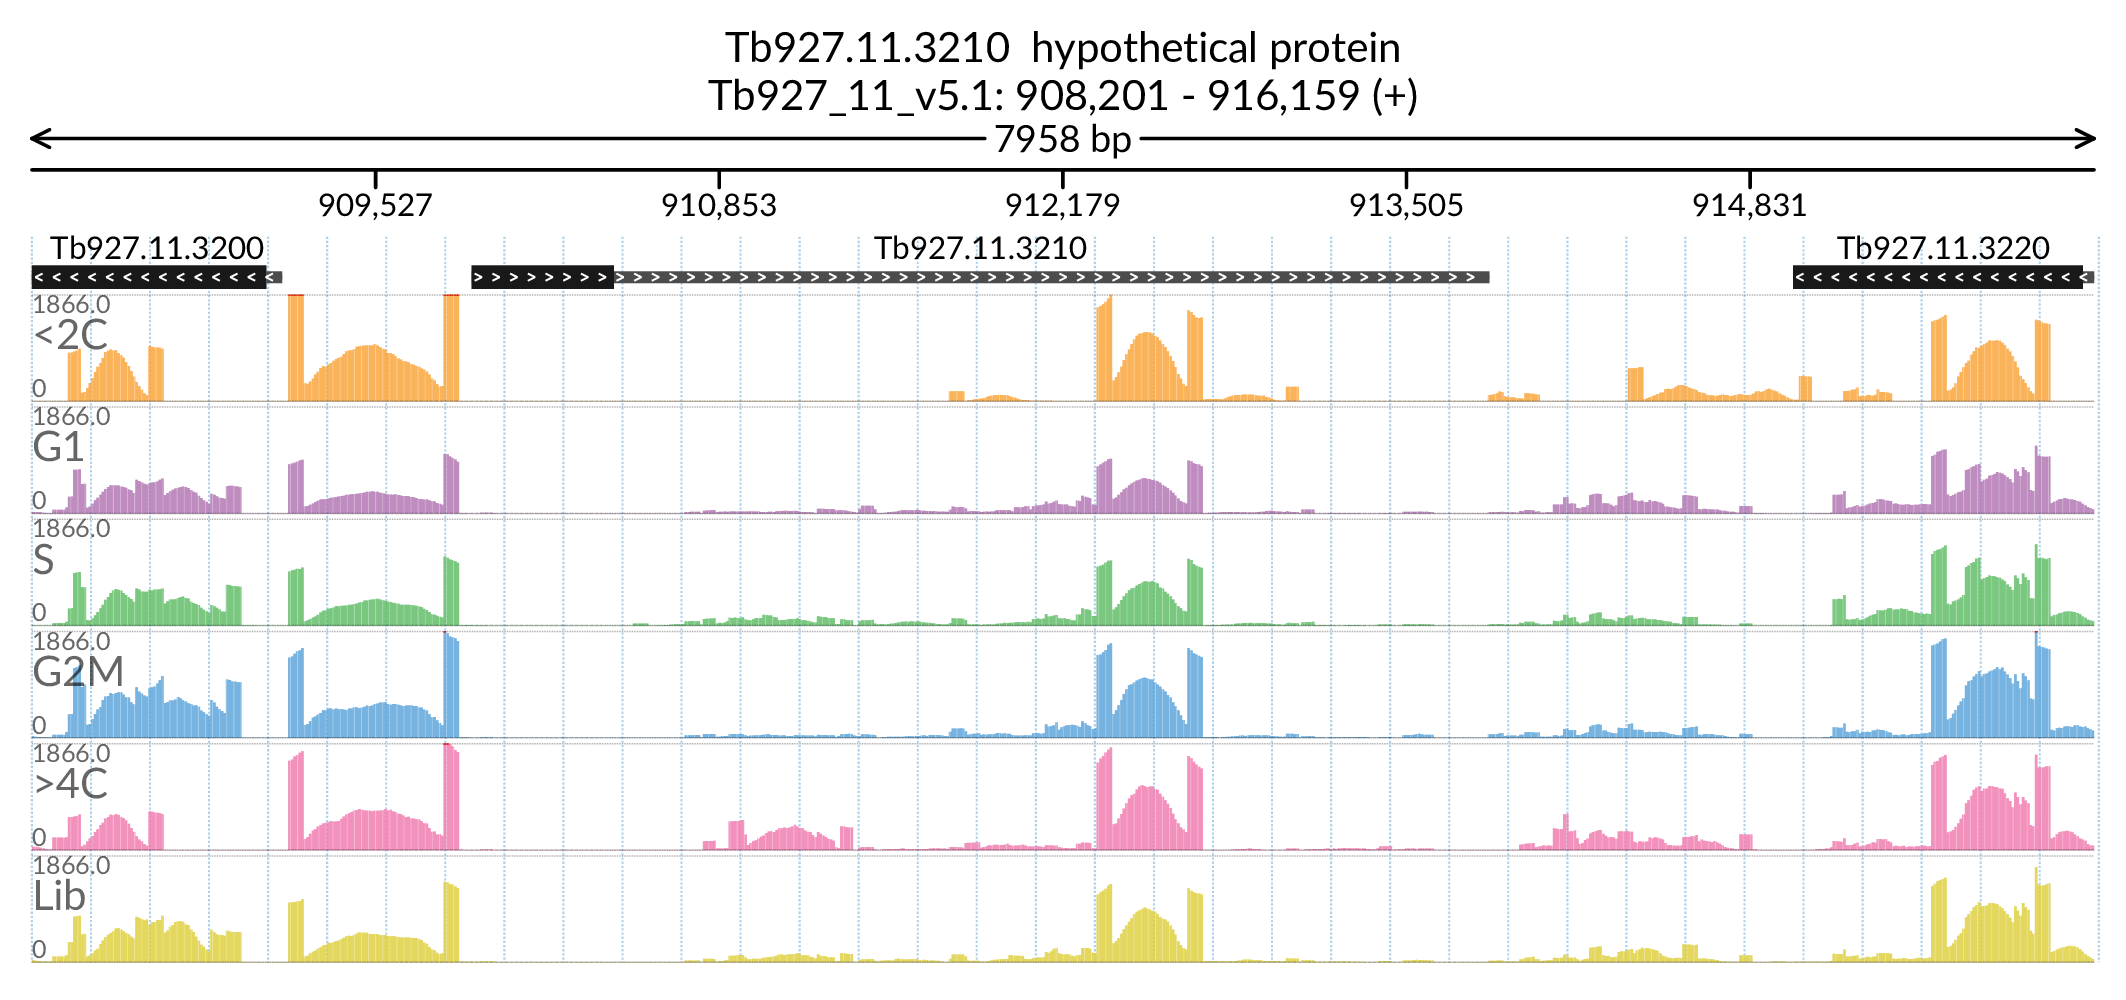 Tb927.11.3210 hypothetical protein
Tb927_11_v5.1: 908,201 - 916,159 (+)
7958 bp
909,527 910,853 912,179 913,505 914,831
Tb927.11.3200 Tb927.11.3210 Tb927.11.3220
1866.0
<2C
0
1866.0
G1
0
1866.0
S
0
1866.0
G2M
0
1866.0
>4C
0
1866.0
Lib
0